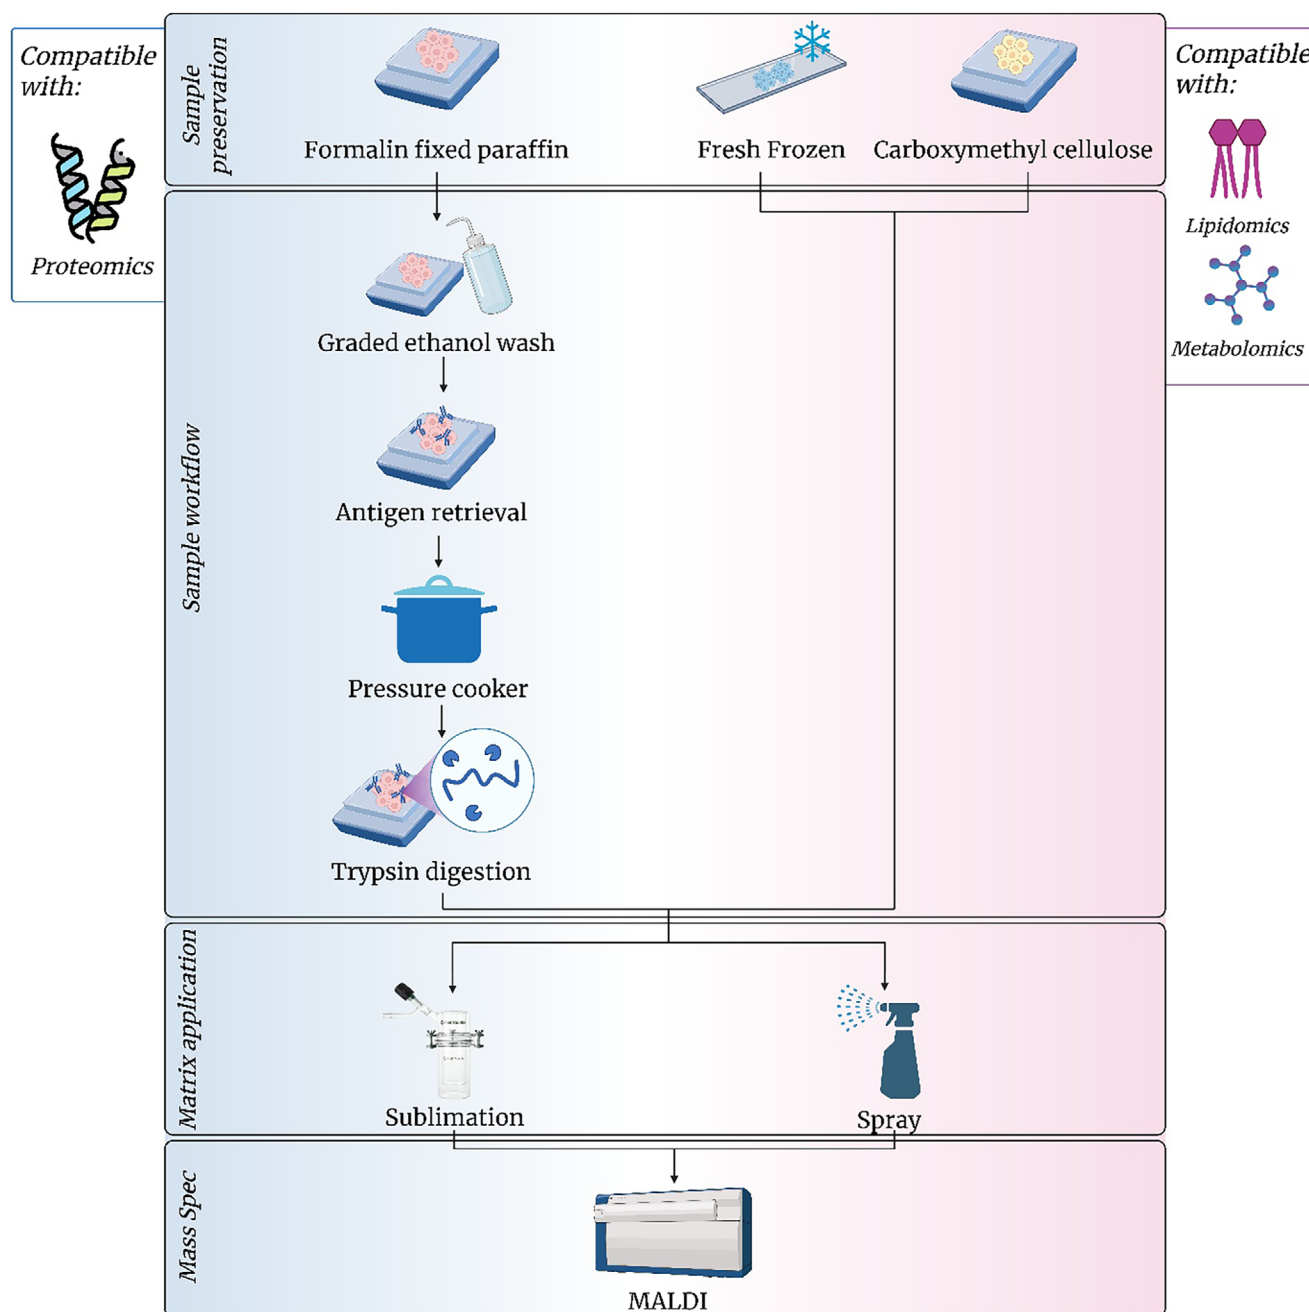 Compatible
with:
Proteomics
Sample
preservation
Formalin fixed paraffin
Fresh Frozen
Carboxymethyl cellulose
Compatible
with:
Lipidomics
Metabolomics
Sample workflow
Graded ethanol wash
Antigen retrieval
Pressure cooker
Trypsin digestion
Matrix application
Sublimation
Spray
Mass Spec
MALDI